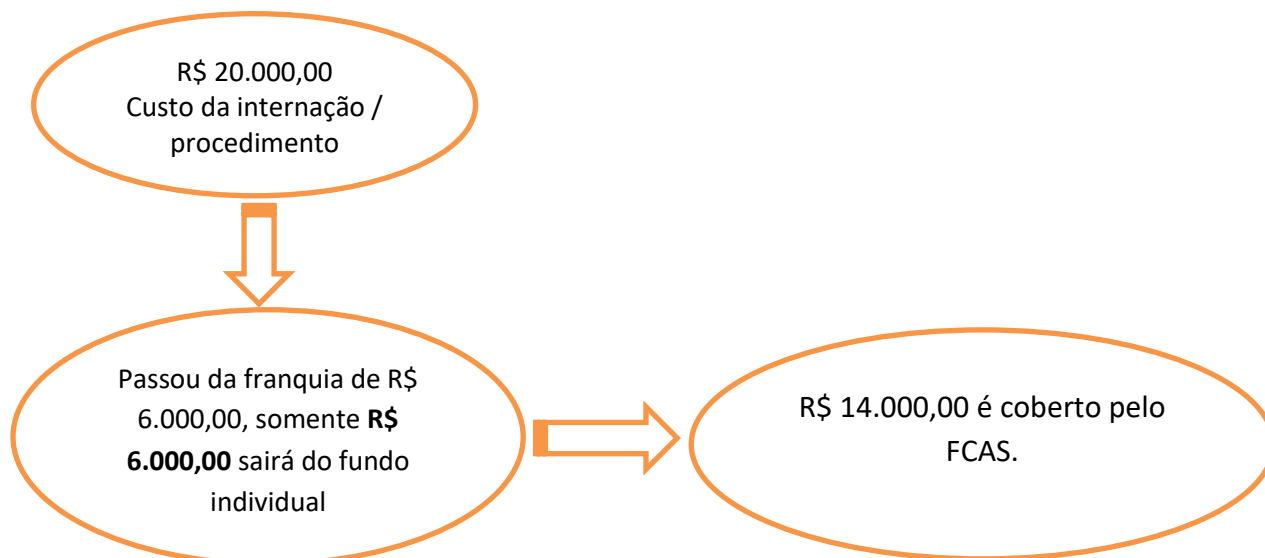 R$ 20.000,00
Custo da internação /
procedimento
Passou da franquia de R$
6.000,00, somente R$
6.000,00 sairá do fundo
individual
R$ 14.000,00 é coberto pelo
FCAS.